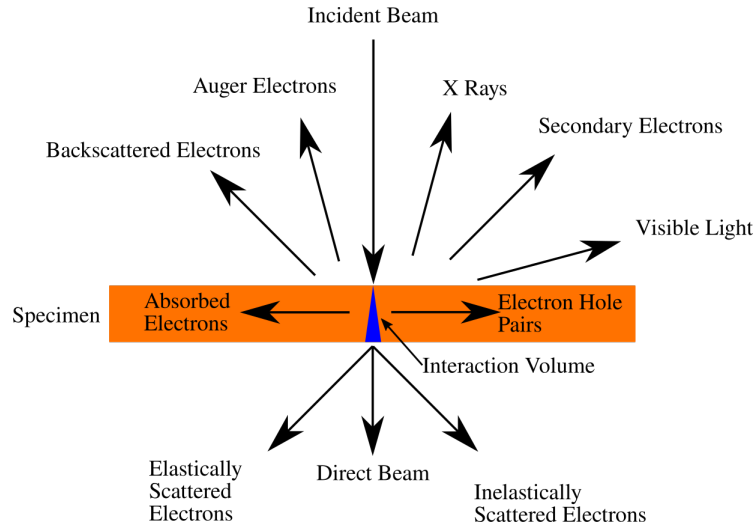 Incident Beam
Auger Electrons
X Rays
Secondary Electrons
Backscattered Electrons
Visible Light
Specimen
Absorbed
Electrons
Electron Hole
Pairs
Interaction Volume
Elastically
Scattered
Electrons
Direct Beam
Inelastically
Scattered Electrons